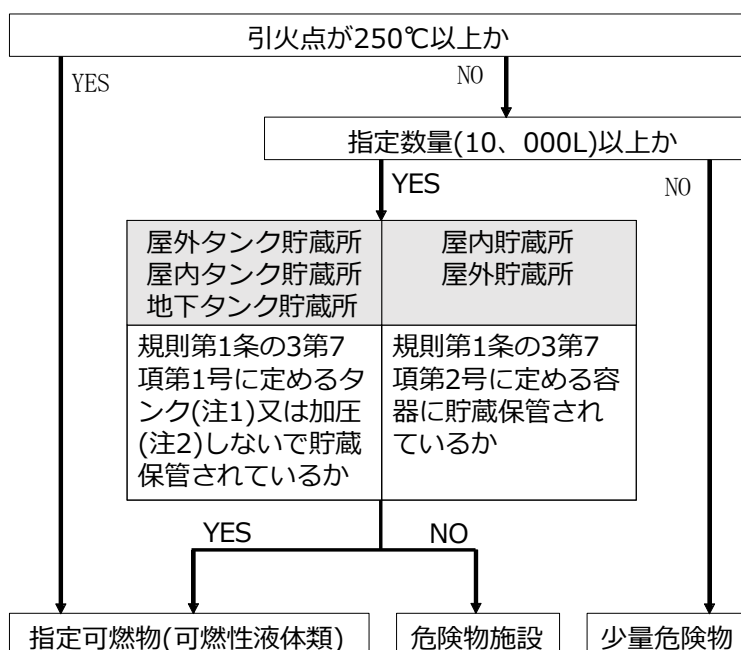 引火点が250℃以上か
YES
NO
指定数量(10、000L)以上か
YES
NO
屋外タンク貯蔵所
屋内タンク貯蔵所
地下タンク貯蔵所
屋内貯蔵所
屋外貯蔵所
規則第1条の3第7
項第1号に定めるタ
ンク(注1)又は加圧
(注2)しないで貯蔵
保管されているか
規則第1条の3第7
項第2号に定める容
器に貯蔵保管され
ているか
YES
NO
指定可燃物(可燃性液体類)
危険物施設
少量危険物